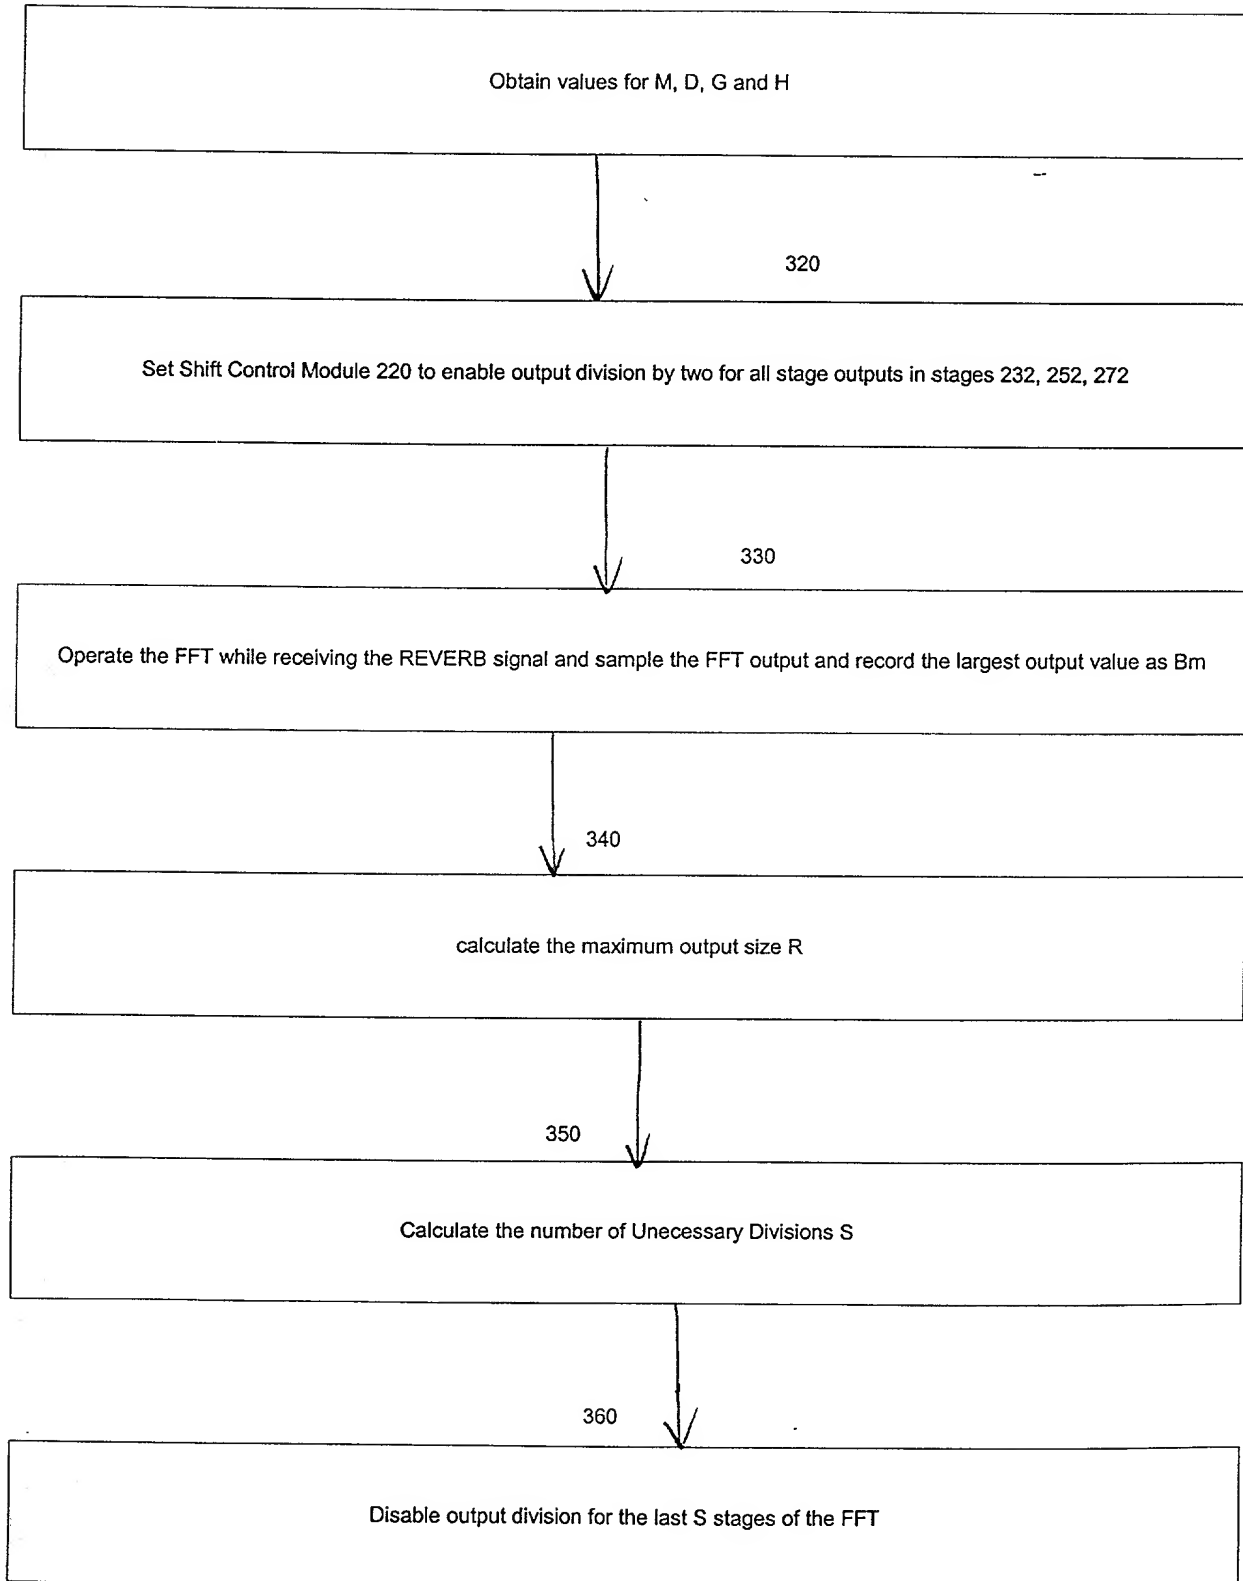 Obtain values for M, D, G and H
320
Set Shift Control Module 220 to enable output division by two for all stage outputs in stages 232, 252, 272
330
Operate the FFT while receiving the REVERB signal and sample the FFT output and record the largest output value as Bm
340
calculate the maximum output size R
350
Calculate the number of Unecessary Divisions S
360
Disable output division for the last S stages of the FFT